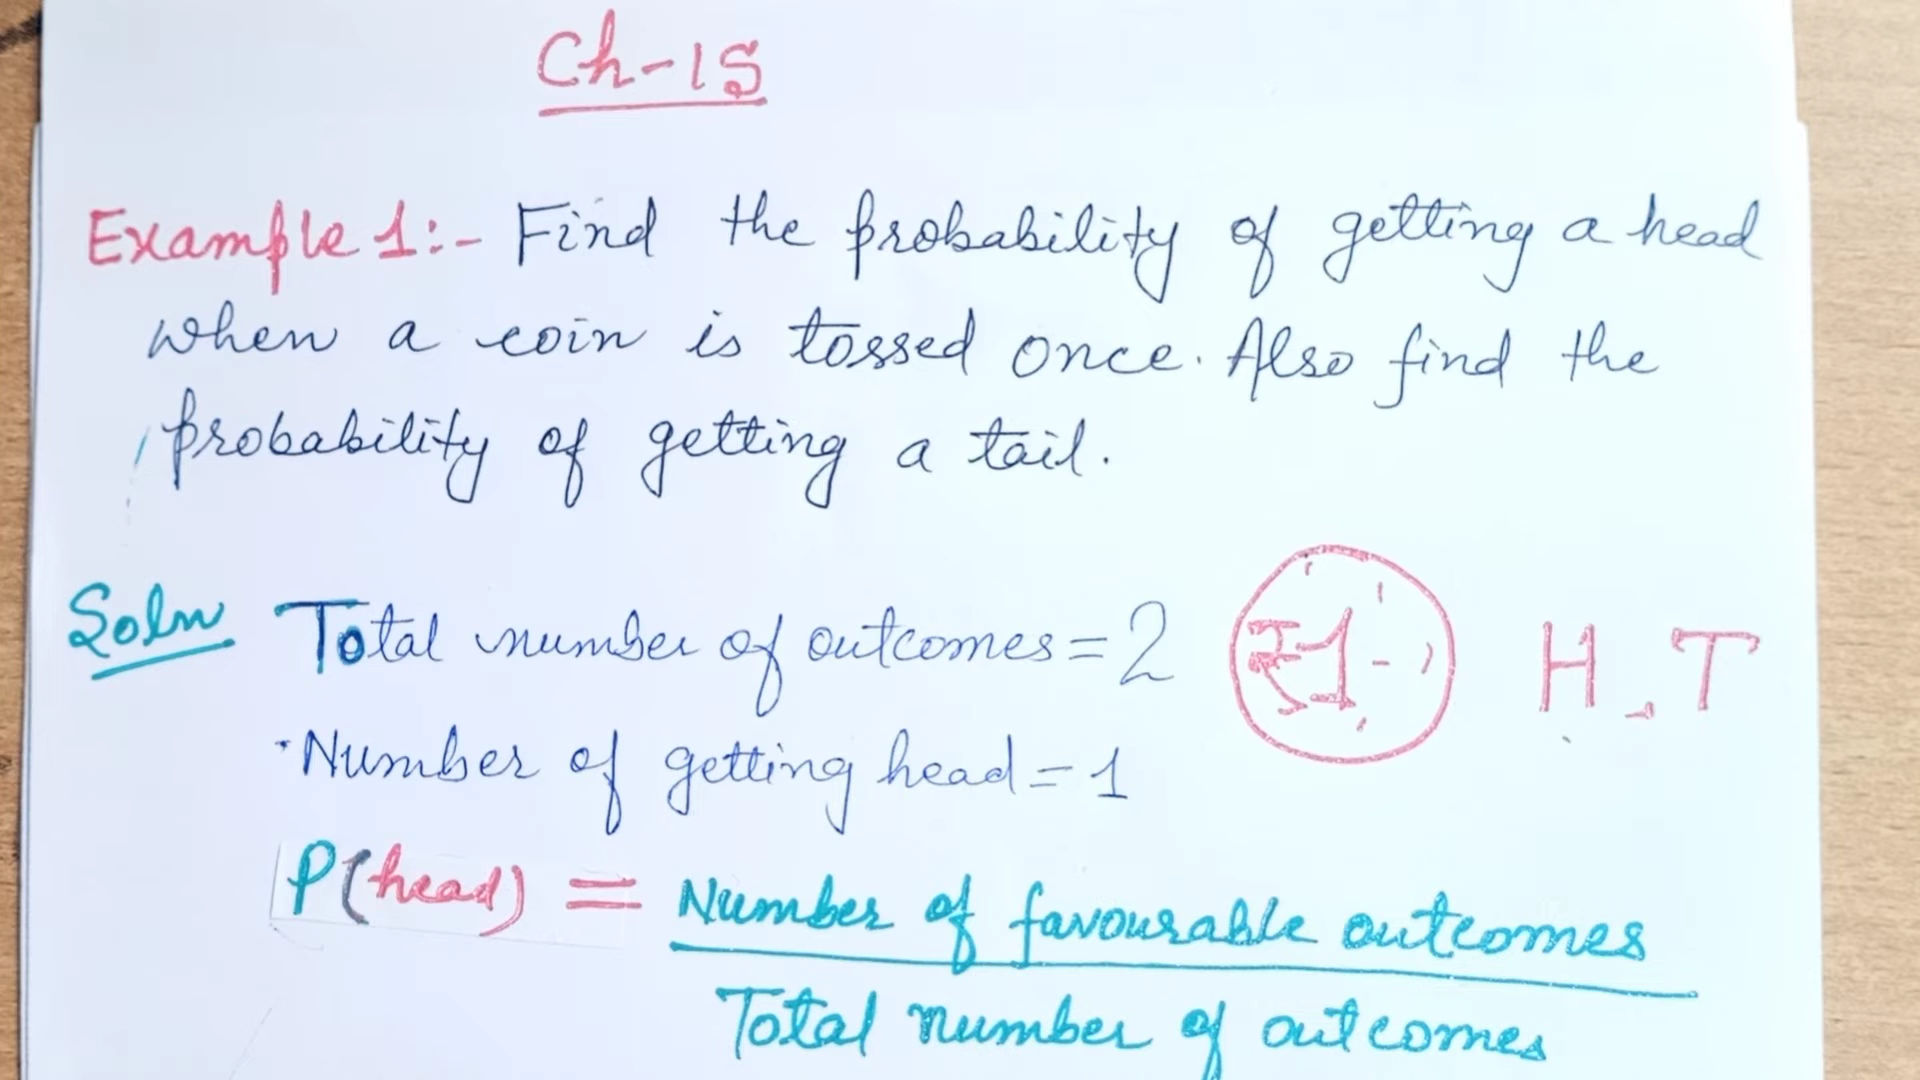 Ch-15
Example 1:- Find the probability of getting a head
when a coin is tossed once. Also find the
probability of getting a tail.
Soln Total number of outcomes = 2 ₹1 H, T
Number of getting head = 1
P(head) = Number of favourable outcomes
Total number of outcomes